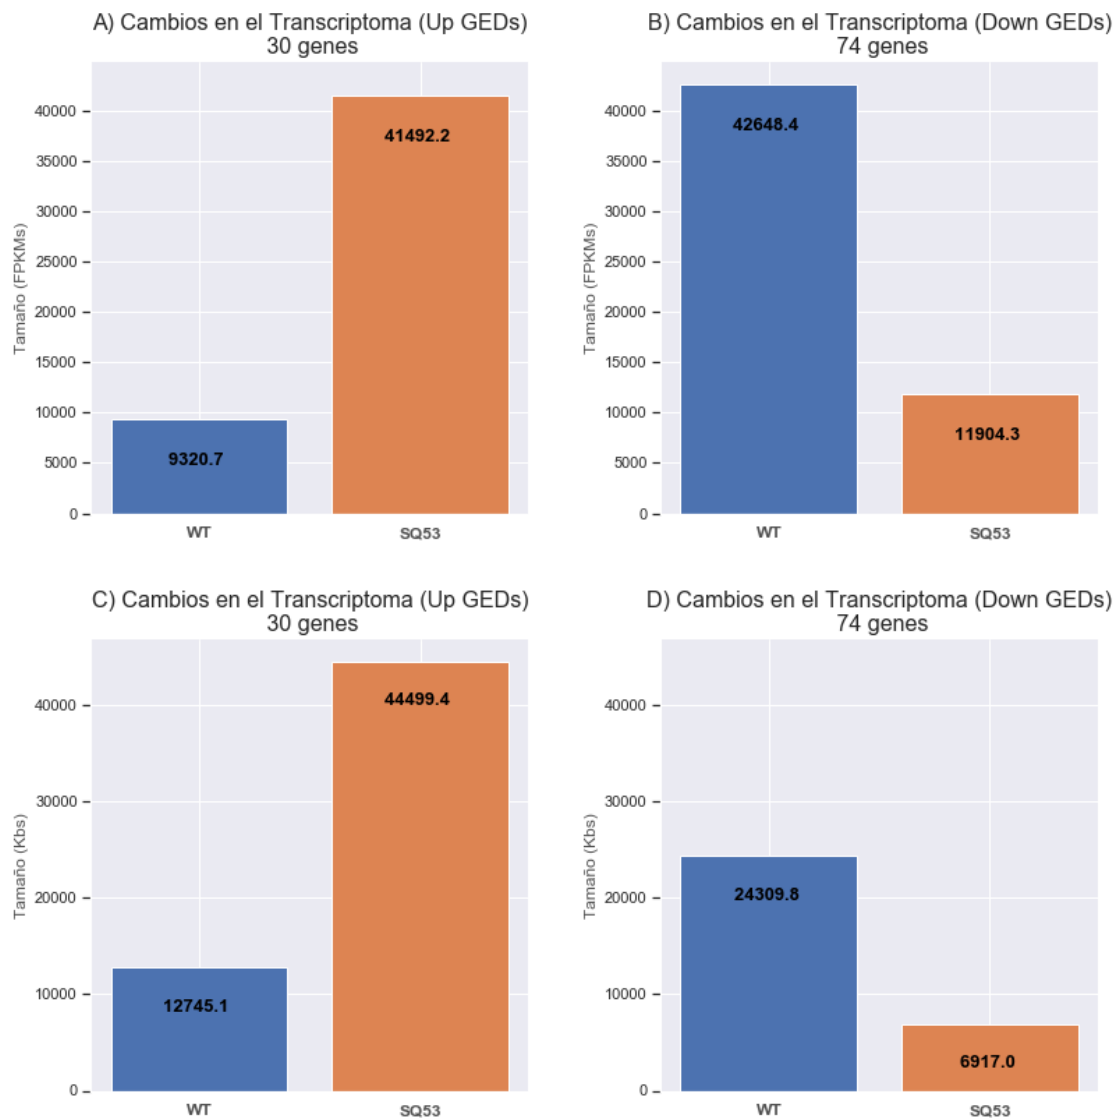 A) Cambios en el Transcriptoma (Up GEDs)
30 genes
40000
35000
30000
25000
20000
15000
10000
5000
0
Tamaño (FPKMs)
9320.7
41492.2
WT
SQ53
B) Cambios en el Transcriptoma (Down GEDs)
74 genes
40000
35000
30000
25000
20000
15000
10000
5000
0
Tamaño (FPKMs)
42648.4
11904.3
WT
SQ53
C) Cambios en el Transcriptoma (Up GEDs)
30 genes
40000
30000
20000
10000
0
Tamaño (Kbs)
12745.1
44499.4
WT
SQ53
D) Cambios en el Transcriptoma (Down GEDs)
74 genes
40000
30000
20000
10000
0
Tamaño (Kbs)
24309.8
6917.0
WT
SQ53